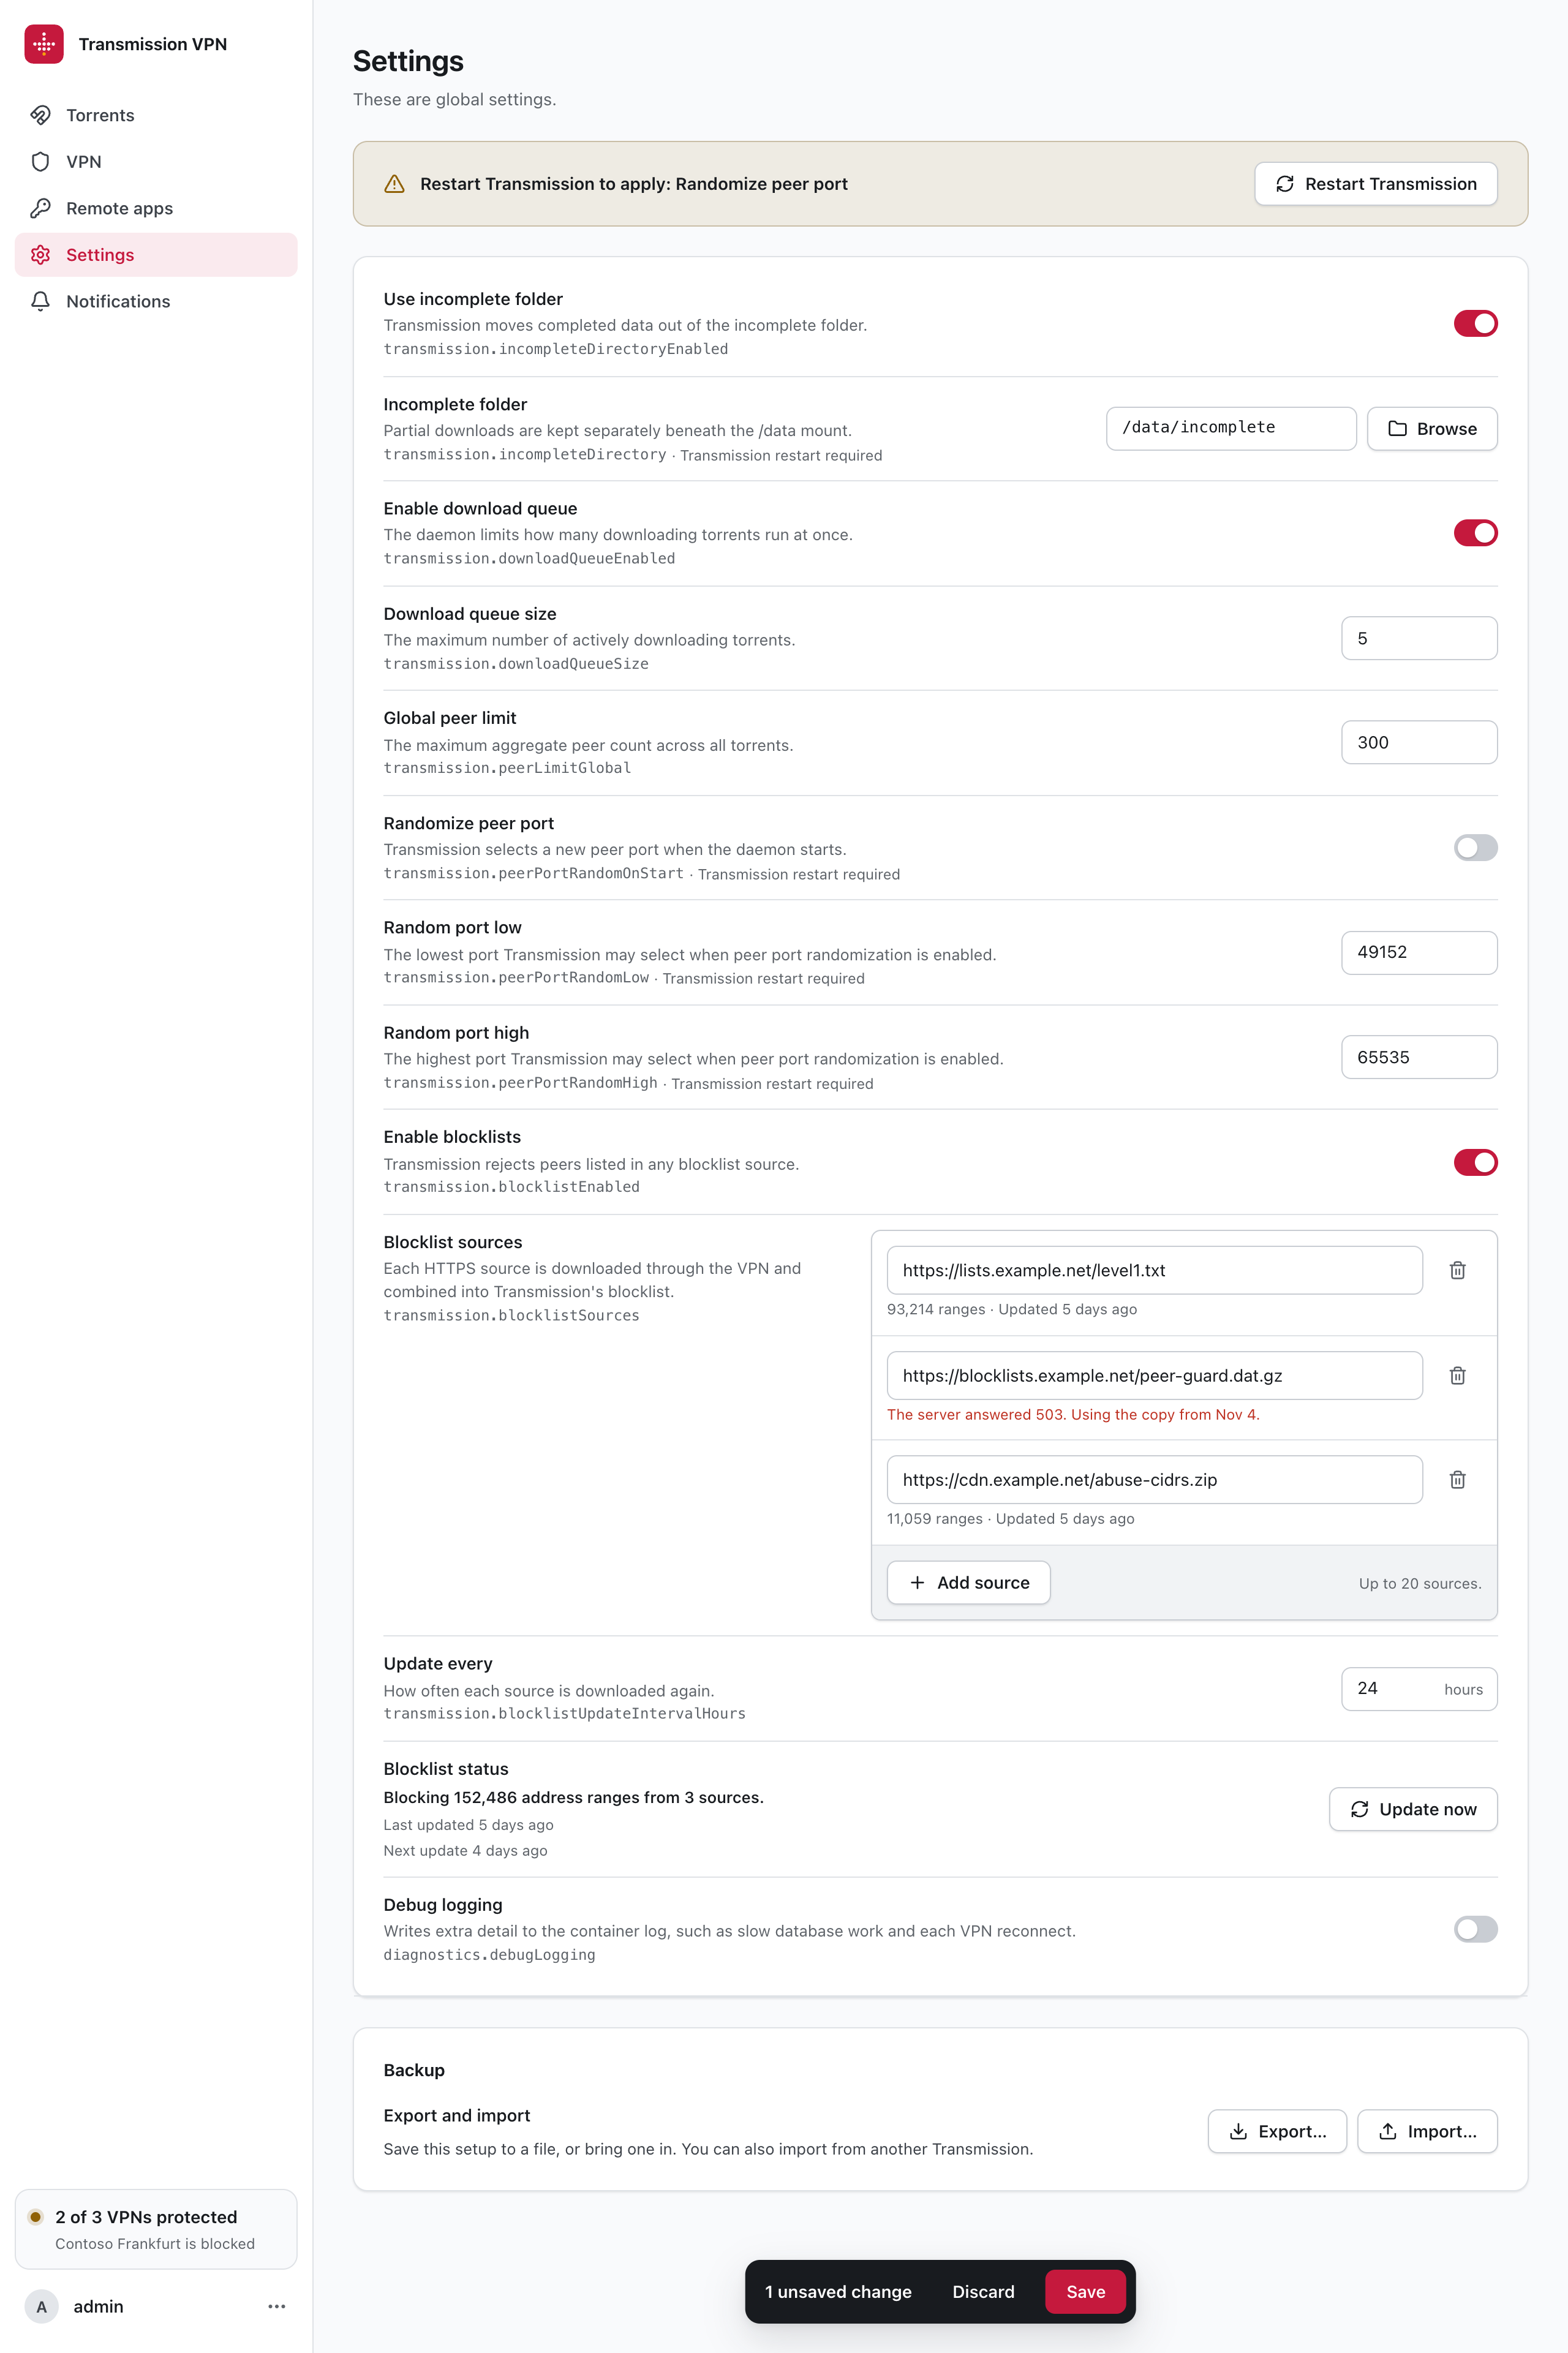 Transmission VPN
Torrents
VPN
Remote apps
Settings
Notifications
2 of 3 VPNs protected
Contoso Frankfurt is blocked
A
admin
Settings
These are global settings.
Restart Transmission to apply: Randomize peer port
Restart Transmission
Use incomplete folder
Transmission moves completed data out of the incomplete folder.
transmission.incompleteDirectoryEnabled
Incomplete folder
Partial downloads are kept separately beneath the /data mount.
transmission.incompleteDirectory · Transmission restart required
/data/incomplete
Browse
Enable download queue
The daemon limits how many downloading torrents run at once.
transmission.downloadQueueEnabled
Download queue size
The maximum number of actively downloading torrents.
transmission.downloadQueueSize
5
Global peer limit
The maximum aggregate peer count across all torrents.
transmission.peerLimitGlobal
300
Randomize peer port
Transmission selects a new peer port when the daemon starts.
transmission.peerPortRandomOnStart · Transmission restart required
Random port low
The lowest port Transmission may select when peer port randomization is enabled.
transmission.peerPortRandomLow · Transmission restart required
49152
Random port high
The highest port Transmission may select when peer port randomization is enabled.
transmission.peerPortRandomHigh · Transmission restart required
65535
Enable blocklists
Transmission rejects peers listed in any blocklist source.
transmission.blocklistEnabled
Blocklist sources
Each HTTPS source is downloaded through the VPN and
combined into Transmission's blocklist.
transmission.blocklistSources
https://lists.example.net/level1.txt
93,214 ranges · Updated 5 days ago
https://blocklists.example.net/peer-guard.dat.gz
The server answered 503. Using the copy from Nov 4.
https://cdn.example.net/abuse-cidrs.zip
11,059 ranges · Updated 5 days ago
Add source
Up to 20 sources.
Update every
How often each source is downloaded again.
transmission.blocklistUpdateIntervalHours
24 hours
Blocklist status
Blocking 152,486 address ranges from 3 sources.
Last updated 5 days ago
Next update 4 days ago
Update now
Debug logging
Writes extra detail to the container log, such as slow database work and each VPN reconnect.
diagnostics.debugLogging
Backup
Export and import
Save this setup to a file, or bring one in. You can also import from another Transmission.
Export...
Import...
1 unsaved change
Discard
Save